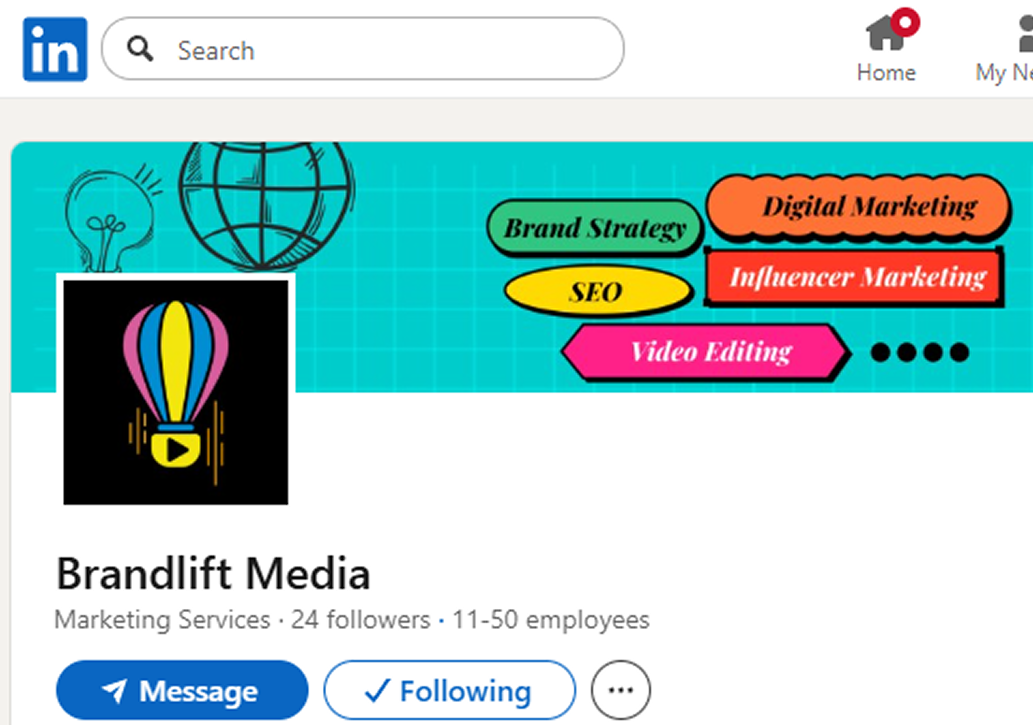 in
Search
Home
My Ne
Brand Strategy
Digital Marketing
SEO
Influencer Marketing
Video Editing
Brandlift Media
Marketing Services · 24 followers · 11-50 employees
Message
Following